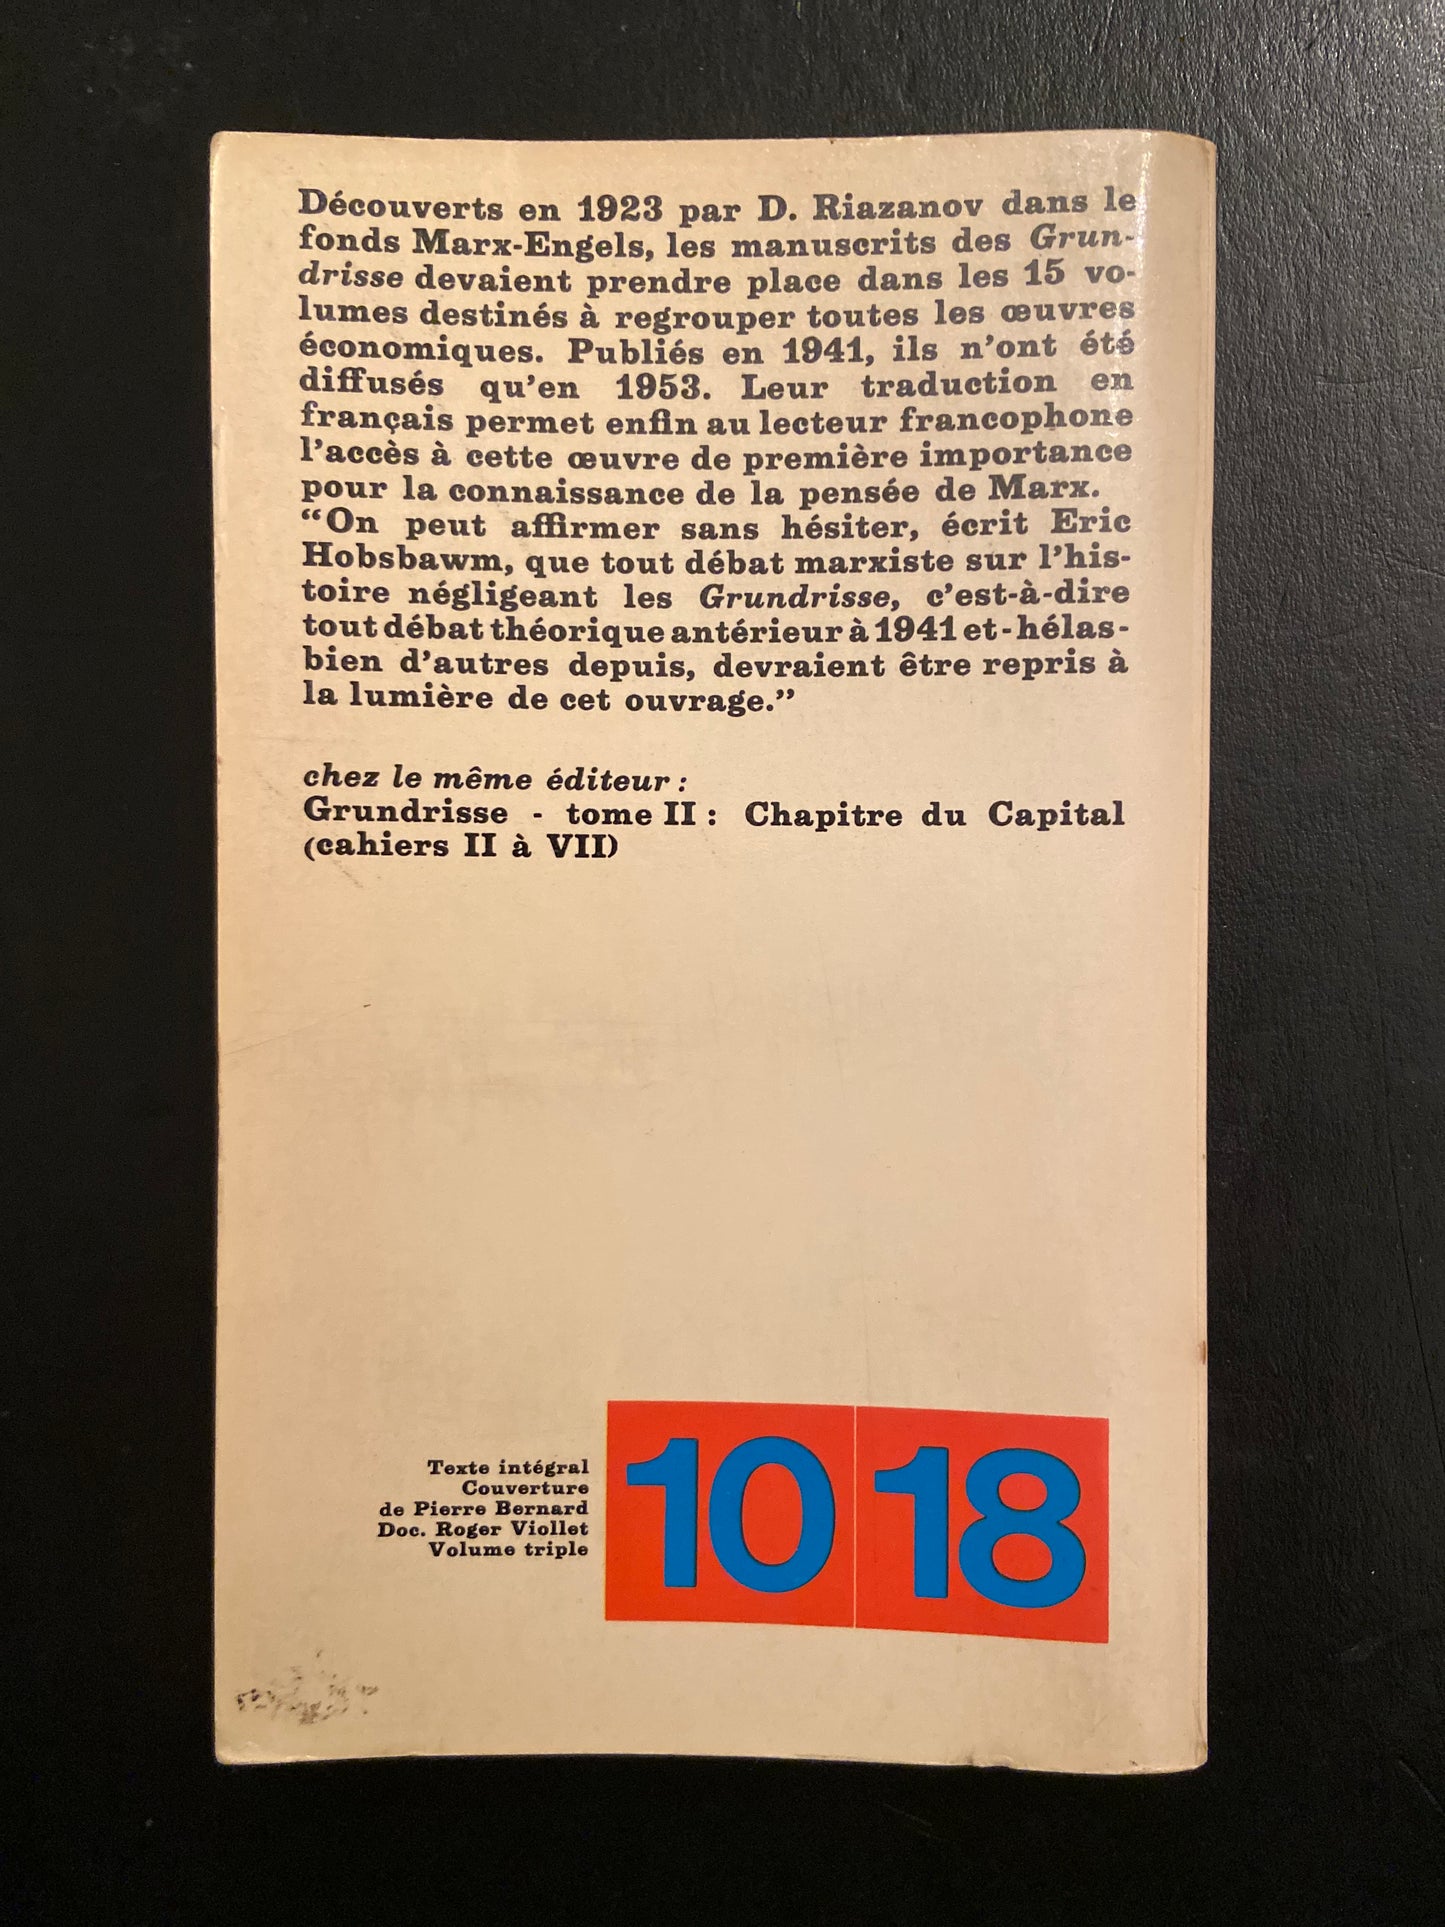 Découverts en 1923 par D. Riazanov dans le
fonds Marx-Engels, les manuscrits des Grun-
drisse devaient prendre place dans les 15 vo-
lumes destinés à regrouper toutes les œuvres
économiques. Publiés en 1941, ils n'ont été
diffusés qu'en 1953. Leur traduction en
français permet enfin au lecteur francophone
l'accès à cette œuvre de première importance
pour la connaissance de la pensée de Marx.
“On peut affirmer sans hésiter, écrit Eric
Hobsbawm, que tout débat marxiste sur l'his-
toire négligeant les Grundrisse, c'est-à-dire
tout débat théorique antérieur à 1941 et - hélas -
bien d'autres depuis, devraient être repris à
la lumière de cet ouvrage.”
chez le même éditeur :
Grundrisse - tome II : Chapitre du Capital
(cahiers II à VII)
Texte intégral
Couverture
de Pierre Bernard
Doc. Roger Viollet
Volume triple
10 18